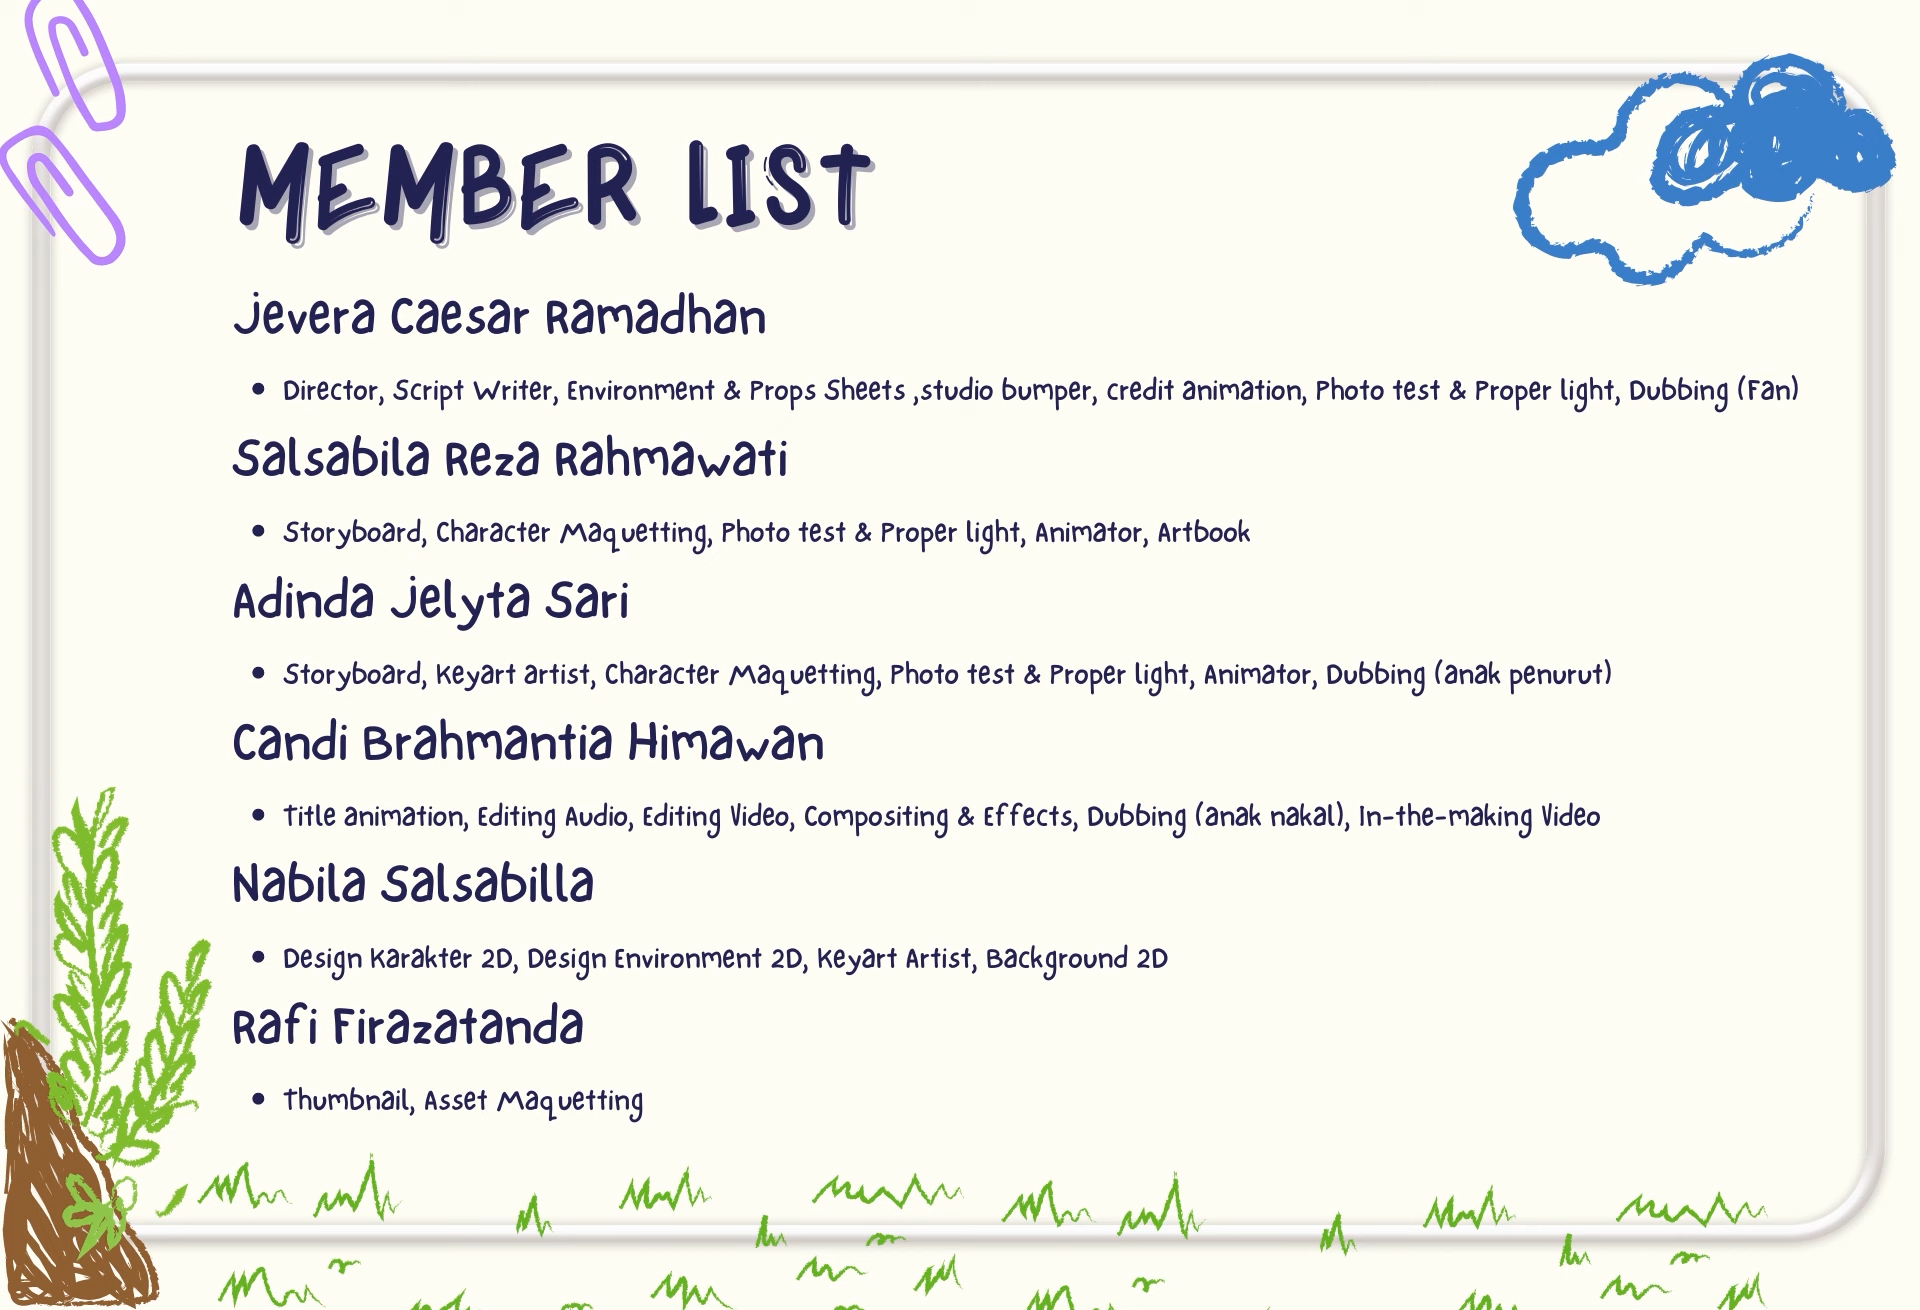 MEMBER LIST
Jevera Caesar Ramadhan
• Director, Script Writer, Environment & Props Sheets ,studio bumper, credit animation, Photo test & Proper light, Dubbing (Fan)
Salsabila Reza Rahmawati
• Storyboard, Character Maquetting, Photo test & Proper light, Animator, Artbook
Adinda Jelyta Sari
• Storyboard, Keyart artist, Character Maquetting, Photo test & Proper light, Animator, Dubbing (anak penurut)
Candi Brahmantia Himawan
• Title animation, Editing Audio, Editing Video, Compositing & Effects, Dubbing (anak nakal), In-the-making Video
Nabila Salsabilla
• Design Karakter 2D, Design Environment 2D, Keyart Artist, Background 2D
Rafi Firazatanda
• Thumbnail, Asset Maquetting